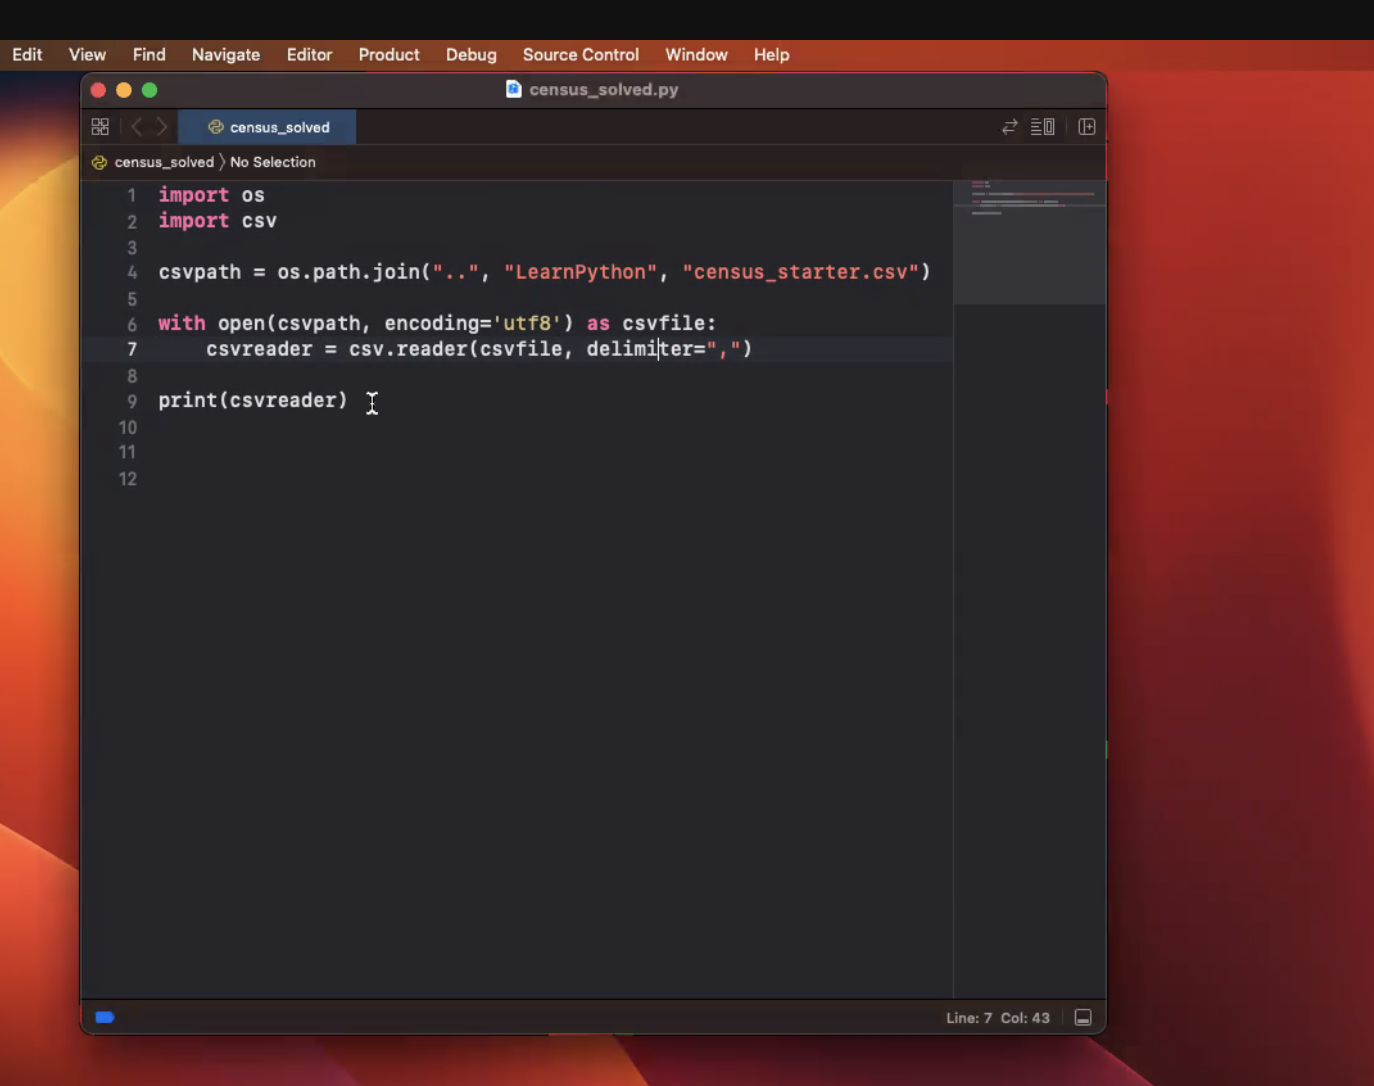 Edit View Find Navigate Editor Product Debug Source Control Window Help
census_solved.py
census_solved
census_solved 〉 No Selection
1 import os
2 import csv
3
4 csvpath = os.path.join("..", "LearnPython", "census_starter.csv")
5
6 with open(csvpath, encoding='utf8') as csvfile:
7     csvreader = csv.reader(csvfile, delimiter=",")
8
9 print(csvreader)
10
11
12
Line: 7 Col: 43